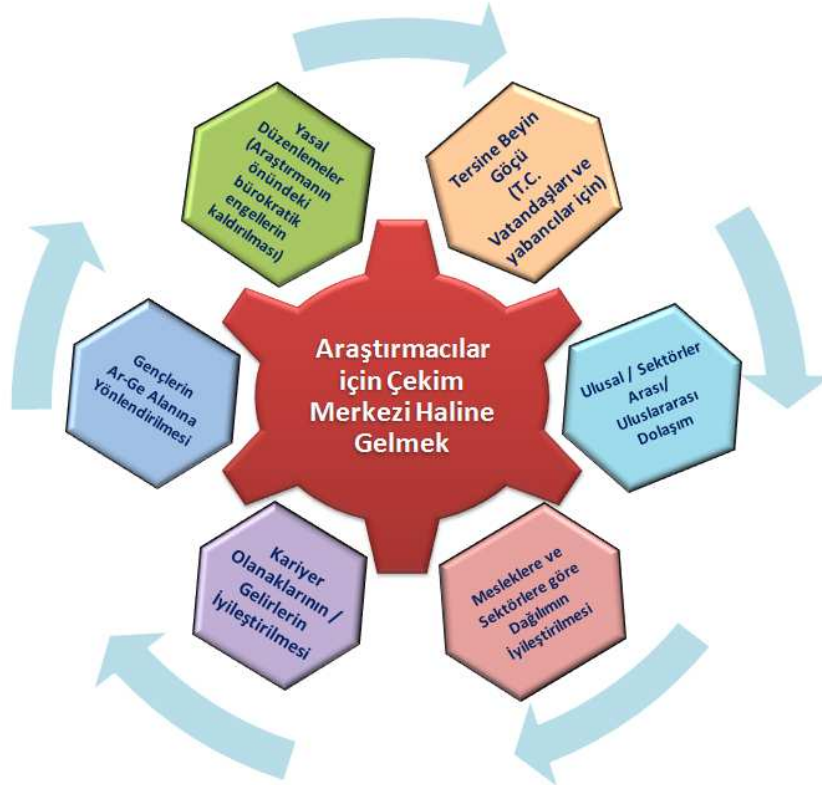 Yasal
Düzenlemeler
(Araştırmanın
önündeki
bürokratik
engellerin
kaldırılması)
Tersine Beyin
Göçü
(T.C.
Vatandaşları ve
yabancılar için)
Araştırmacılar
için Çekim
Merkezi Haline
Gelmek
Ulusal / Sektörler
Arası/
Uluslararası
Dolaşım
Mesleklere ve
Sektörlere göre
Dağılımın
İyileştirilmesi
Kariyer
Olanaklarının /
Gelirlerin
İyileştirilmesi
Gençlerin
Ar-Ge Alanına
Yönlendirilmesi